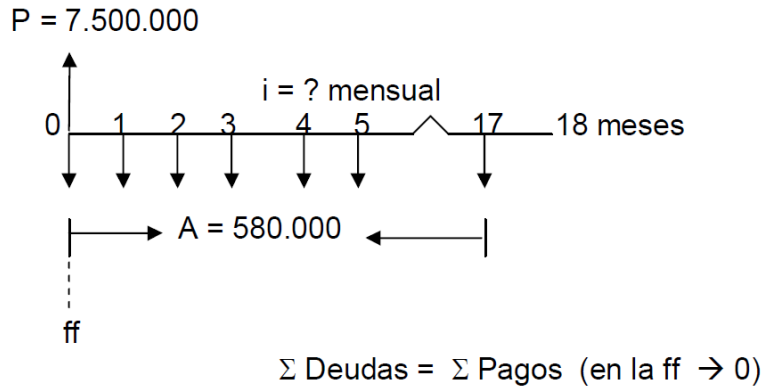 P = 7.500.000
i = ? mensual
0 1 2 3 4 5 17 18 meses
A = 580.000
ff
Σ Deudas = Σ Pagos (en la ff → 0)